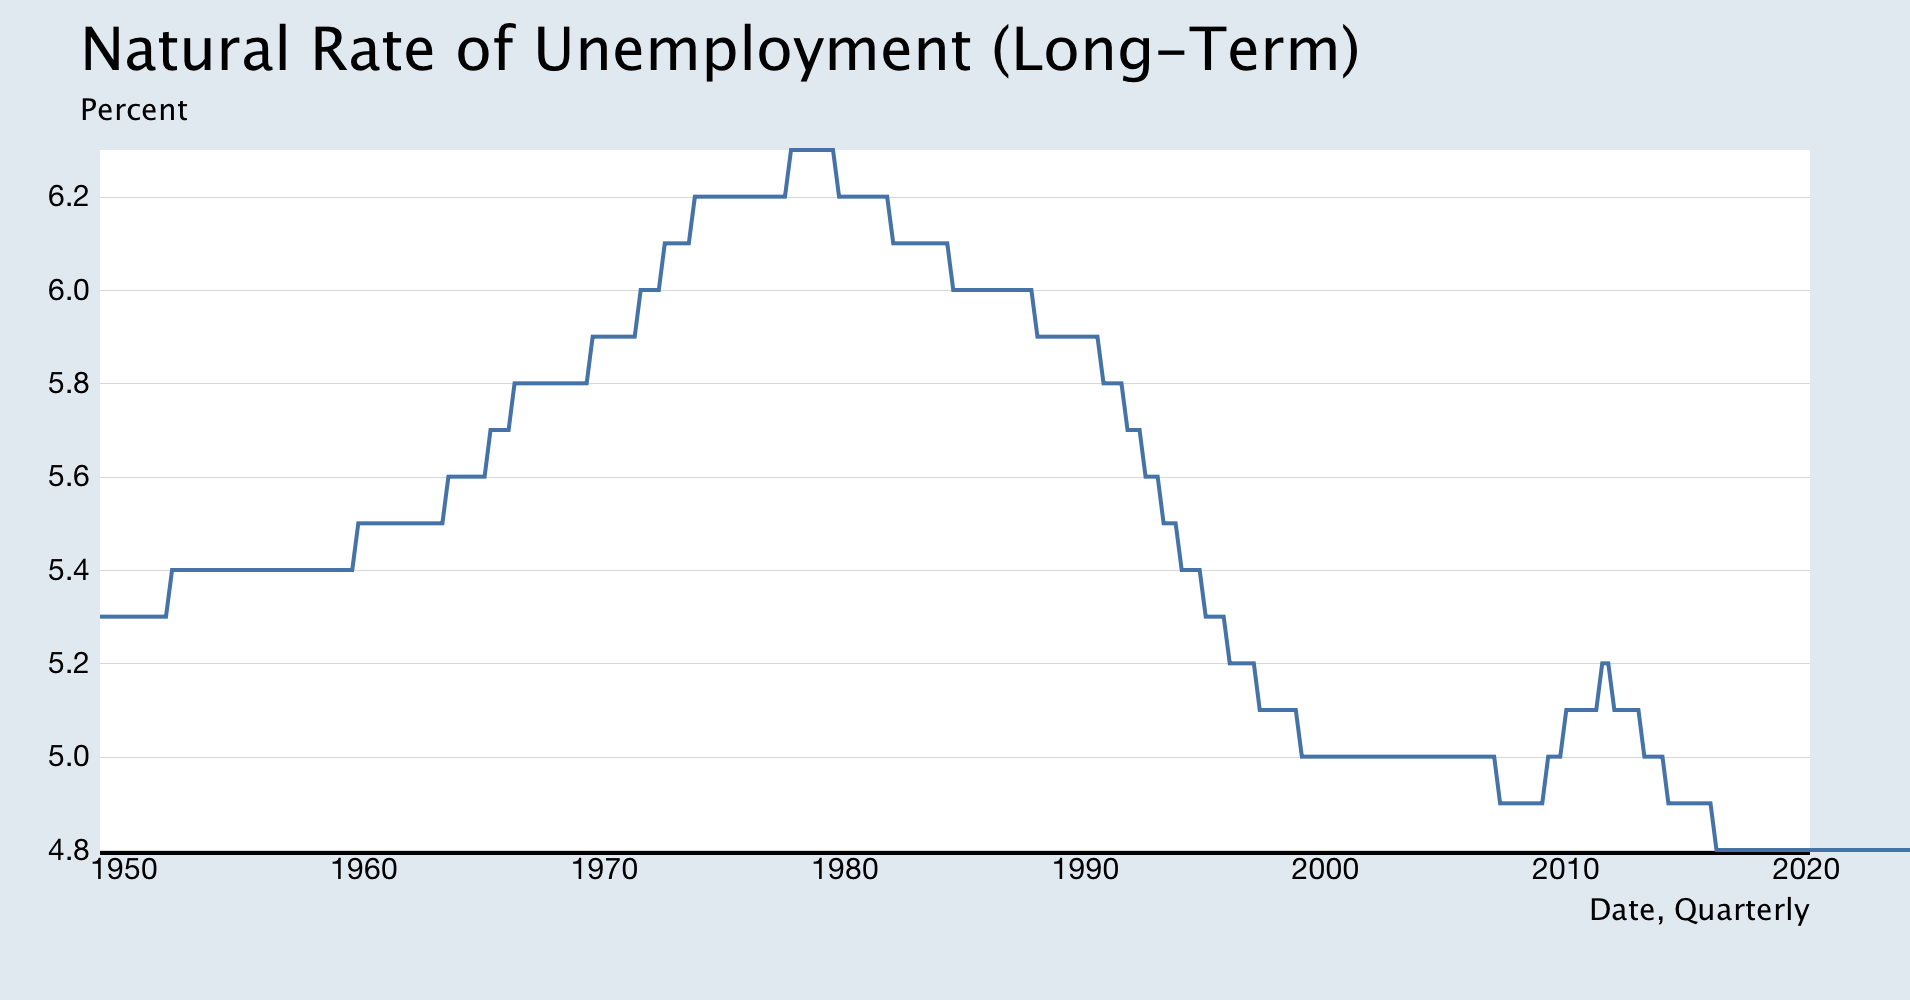 Natural Rate of Unemployment (Long-Term)
Percent
6.2
6.0
5.8
5.6
5.4
5.2
5.0
4.8
1950 1960 1970 1980 1990 2000 2010 2020
Date, Quarterly